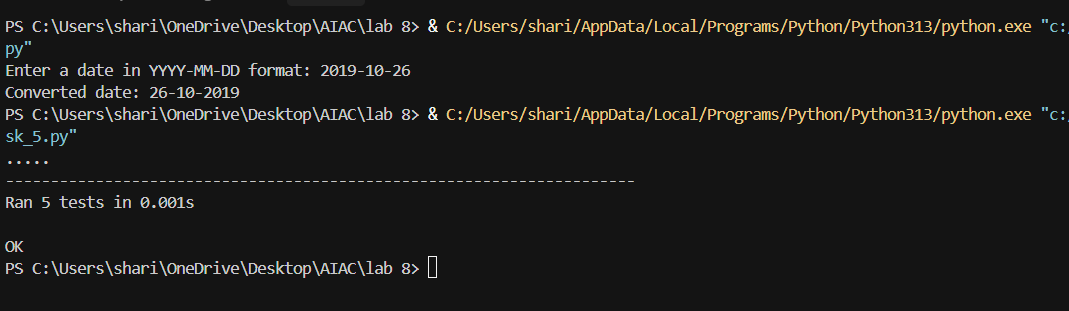 PS C:\Users\shari\OneDrive\Desktop\AIAC\lab 8> & C:/Users/shari/AppData/Local/Programs/Python/Python313/python.exe "c:/
py"
Enter a date in YYYY-MM-DD format: 2019-10-26
Converted date: 26-10-2019
PS C:\Users\shari\OneDrive\Desktop\AIAC\lab 8> & C:/Users/shari/AppData/Local/Programs/Python/Python313/python.exe "c:/
sk_5.py"
.....
----------------------------------------------------------------------
Ran 5 tests in 0.001s
OK
PS C:\Users\shari\OneDrive\Desktop\AIAC\lab 8>